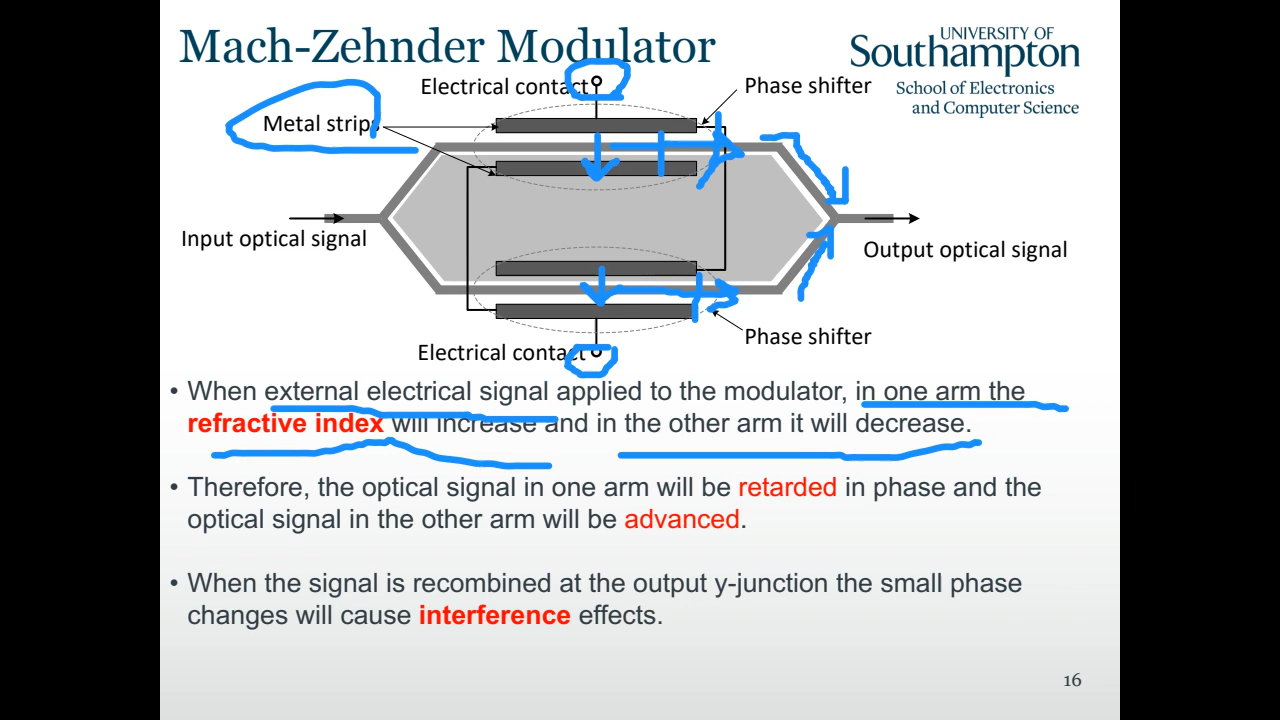 Mach-Zehnder Modulator
UNIVERSITY OF
Southampton
School of Electronics
and Computer Science
Electrical contact
Phase shifter
Metal strips
Input optical signal
Output optical signal
Phase shifter
Electrical contact
• When external electrical signal applied to the modulator, in one arm the
refractive index will increase and in the other arm it will decrease.
• Therefore, the optical signal in one arm will be retarded in phase and the
optical signal in the other arm will be advanced.
• When the signal is recombined at the output y-junction the small phase
changes will cause interference effects.
16